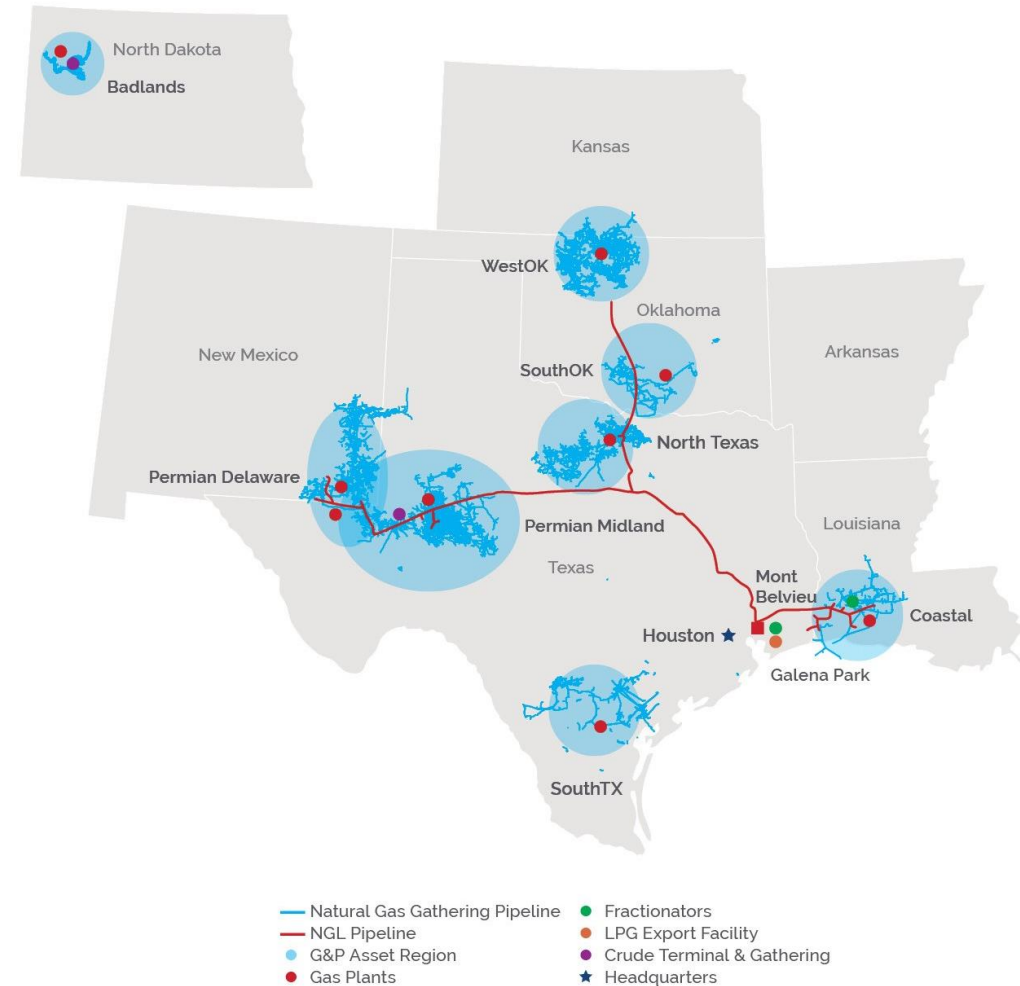 North Dakota
Badlands
Kansas
WestOK
Oklahoma
New Mexico
Arkansas
SouthOK
North Texas
Permian Delaware
Permian Midland
Louisiana
Texas
Mont
Belvieu
Coastal
Houston
Galena Park
SouthTX
Natural Gas Gathering Pipeline
NGL Pipeline
G&P Asset Region
Gas Plants
Fractionators
LPG Export Facility
Crude Terminal & Gathering
Headquarters